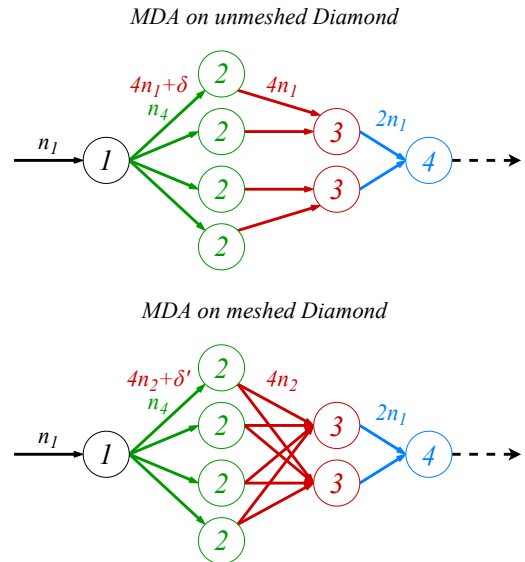 MDA on unmeshed Diamond
2
4n₁+δ 4n₁
n₄
2
3
2n₁
n₁
1
4
2
3
2
MDA on meshed Diamond
2
4n₂+δ′ 4n₂
n₄
2
3
2n₁
n₁
1
4
2
3
2